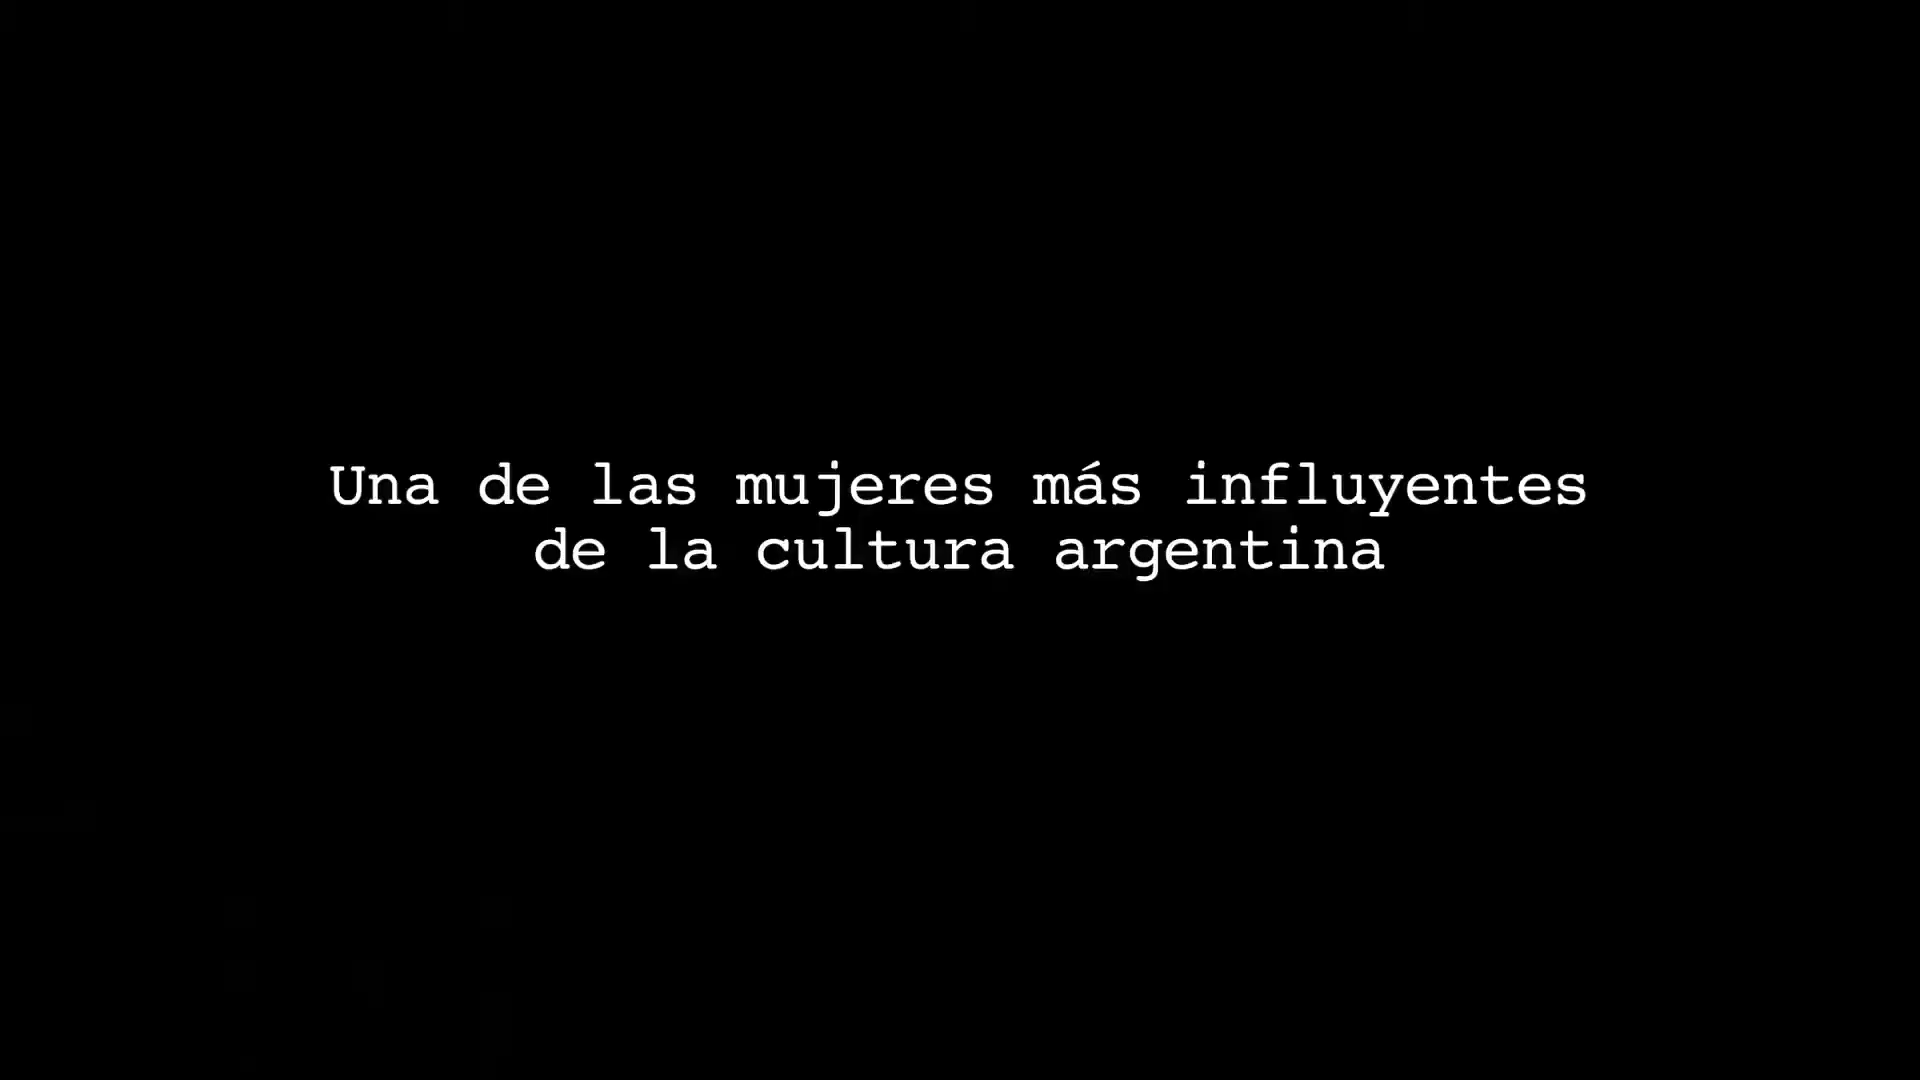 Una de las mujeres más influyentes
de la cultura argentina